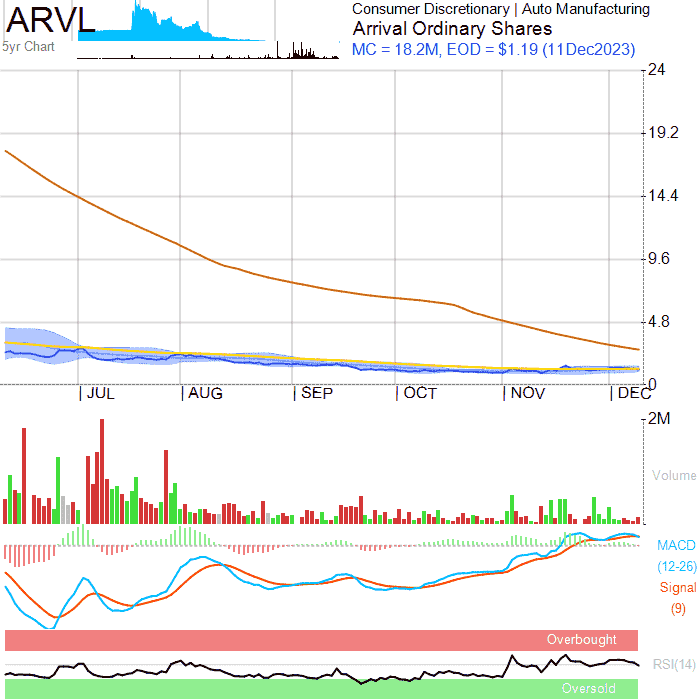 ARVL
5yr Chart
Consumer Discretionary | Auto Manufacturing
Arrival Ordinary Shares
MC = 18.2M, EOD = $1.19 (11Dec2023)
24
19.2
14.4
9.6
4.8
0
| JUL | AUG | SEP | OCT | NOV | DEC
2M
Volume
MACD
(12-26)
Signal
(9)
Overbought
RSI(14)
Oversold